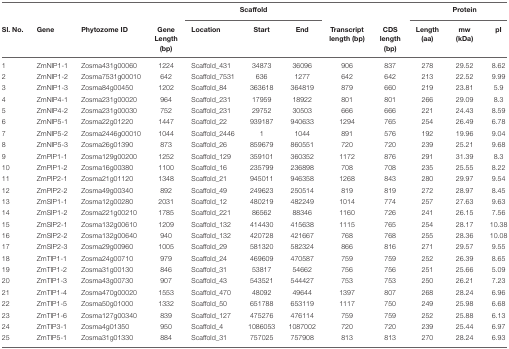 Scaffold Protein
Sl. No. Gene Phytozome ID Gene Length (bp) Location Start End Transcript length (bp) CDS length (bp) Length (aa) mw (kDa) pI
1 ZmNIP1-1 Zosma431g00060 1224 Scaffold_431 34873 36096 906 837 278 29.52 8.62
2 ZmNIP1-2 Zosma7531g00010 642 Scaffold_7531 636 1277 642 642 213 22.52 9.99
3 ZmNIP1-3 Zosma84g00450 1202 Scaffold_84 363618 364819 879 660 219 23.81 5.9
4 ZmNIP4-1 Zosma231g00020 964 Scaffold_231 17959 18922 801 801 266 29.09 8.3
5 ZmNIP4-2 Zosma231g00030 752 Scaffold_231 29752 30503 666 666 221 24.43 8.59
6 ZmNIP5-1 Zosma22g01220 1447 Scaffold_22 939187 940633 1294 765 254 26.49 6.78
7 ZmNIP5-2 Zosma2446g00010 1044 Scaffold_2446 1 1044 891 576 192 19.96 9.04
8 ZmNIP5-3 Zosma26g01390 873 Scaffold_26 859679 860551 720 720 239 25.21 9.68
9 ZmPIP1-1 Zosma129g00200 1252 Scaffold_129 359101 360352 1172 876 291 31.39 8.3
10 ZmPIP1-2 Zosma16g00380 1100 Scaffold_16 235799 236898 708 708 235 25.55 8.22
11 ZmPIP2-1 Zosma21g01120 1348 Scaffold_21 945011 946358 1268 843 280 29.97 9.54
12 ZmPIP2-2 Zosma49g00340 892 Scaffold_49 249623 250514 819 819 272 28.97 8.45
13 ZmSIP1-1 Zosma12g00280 2031 Scaffold_12 480219 482249 1014 774 257 27.63 9.63
14 ZmSIP1-2 Zosma221g00210 1785 Scaffold_221 86562 88346 1160 726 241 26.15 7.56
15 ZmSIP2-1 Zosma132g00610 1209 Scaffold_132 414430 415638 1115 765 254 28.17 10.38
16 ZmSIP2-2 Zosma132g00640 940 Scaffold_132 420728 421667 768 768 255 28.36 10.08
17 ZmSIP2-3 Zosma29g00960 1005 Scaffold_29 581320 582324 866 816 271 29.57 9.55
18 ZmTIP1-1 Zosma24g00710 979 Scaffold_24 469609 470587 759 759 252 26.39 8.65
19 ZmTIP1-2 Zosma31g00130 846 Scaffold_31 53817 54662 756 756 251 25.66 5.09
20 ZmTIP1-3 Zosma43g00730 907 Scaffold_43 543521 544427 753 753 250 26.21 7.23
21 ZmTIP1-4 Zosma470g00020 1553 Scaffold_470 48092 49644 1397 807 268 28.24 6.96
22 ZmTIP1-5 Zosma50g01000 1332 Scaffold_50 651788 653119 1117 750 249 25.98 6.68
23 ZmTIP1-6 Zosma127g00340 839 Scaffold_127 475276 476114 759 759 252 25.88 6.13
24 ZmTIP3-1 Zosma4g01350 950 Scaffold_4 1086053 1087002 720 720 239 25.44 6.97
25 ZmTIP5-1 Zosma31g01330 884 Scaffold_31 757025 757908 813 813 270 28.24 6.93